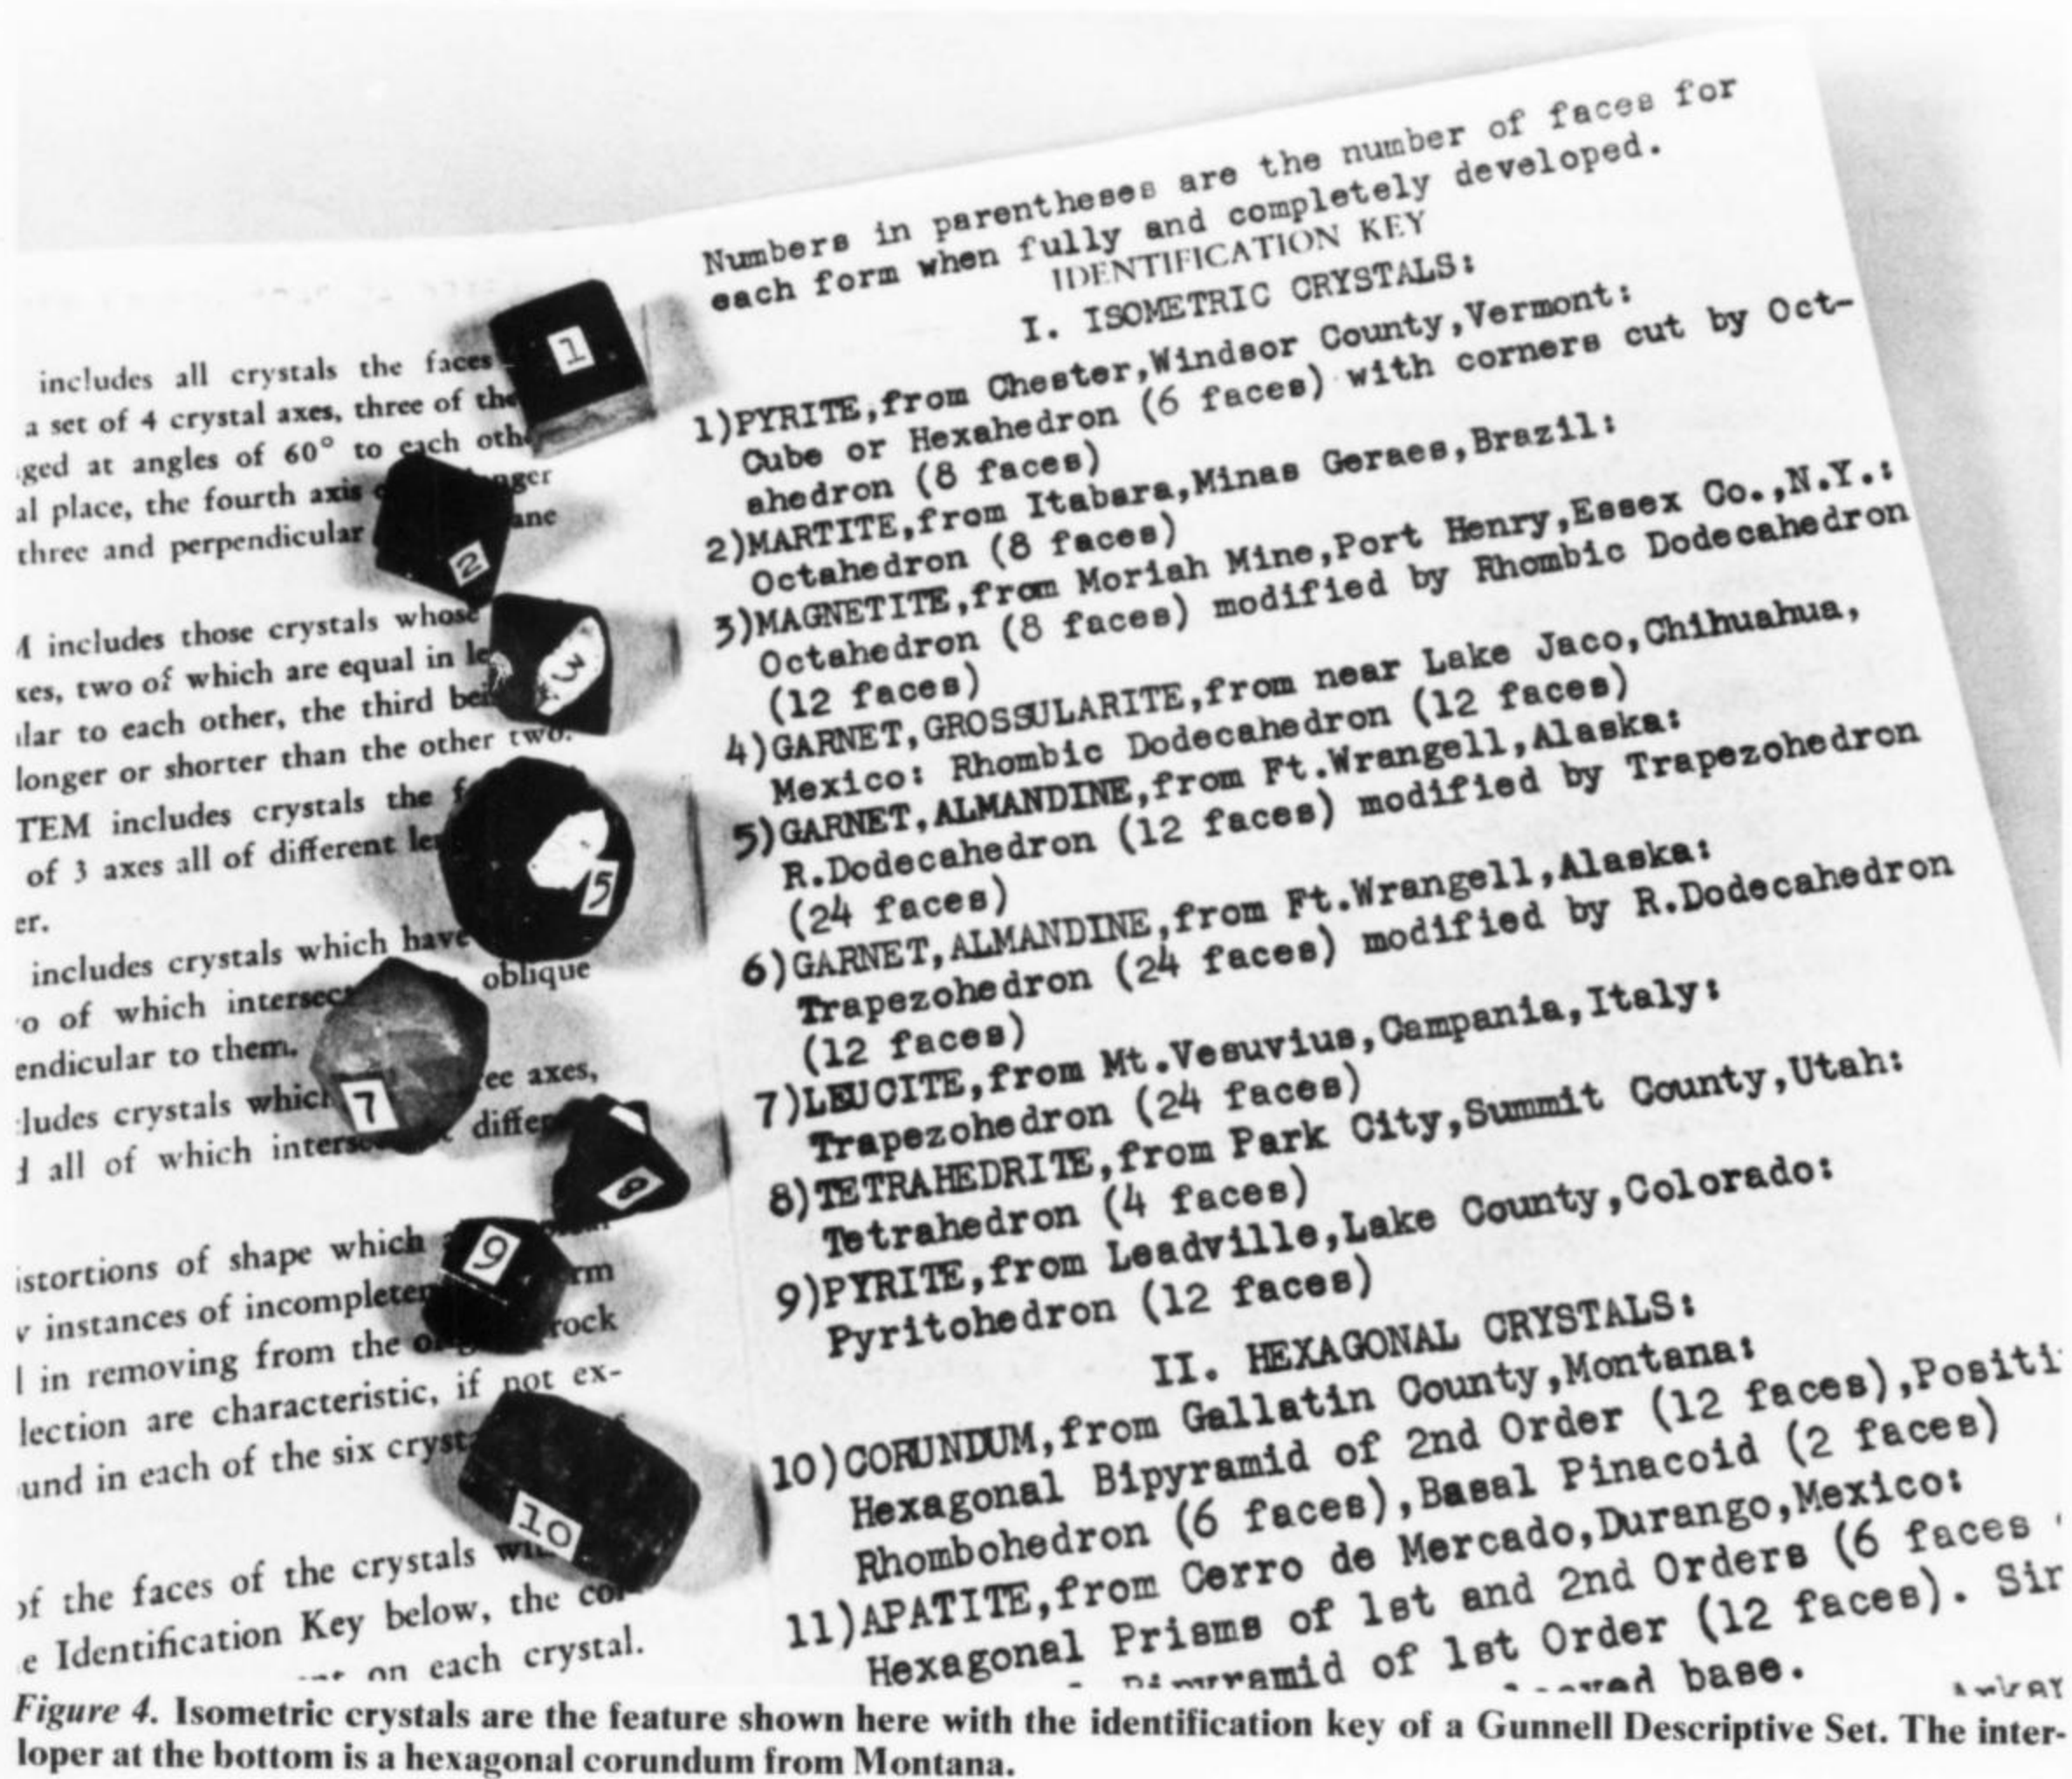 includes all crystals the faces
a set of 4 crystal axes, three of the
ged at angles of 60° to each oth
al place, the fourth axis
three and perpendicular
includes those crystals whose
xes, two of which are equal in le
lar to each other, the third bei
longer or shorter than the other two.
TEM includes crystals the f
of 3 axes all of different le
er.
includes crystals which have
o of which intersect oblique
endicular to them.
ludes crystals which ee axes,
all of which interse differ
istortions of shape which
instances of incompleten rm
in removing from the rock
lection are characteristic, if not ex-
und in each of the six cryst
of the faces of the crystals
e Identification Key below, the
on each crystal.
1
2
3
5
7
8
9
10
Numbers in parentheses are the number of faces for
each form when fully and completely developed.
IDENTIFICATION KEY
I. ISOMETRIC CRYSTALS:
1)PYRITE,from Chester,Windsor County,Vermont:
Cube or Hexahedron (6 faces) with corners cut by Oct-
ahedron (8 faces)
2)MARTITE,from Itabara,Minas Geraes,Brazil:
Octahedron (8 faces)
3)MAGNETITE,from Moriah Mine,Port Henry,Essex Co.,N.Y.:
Octahedron (8 faces) modified by Rhombic Dodecahedron
(12 faces)
4)GARNET,GROSSULARITE,from near Lake Jaco,Chihuahua,
Mexico: Rhombic Dodecahedron (12 faces)
5)GARNET,ALMANDINE,from Ft.Wrangell,Alaska:
R.Dodecahedron (12 faces) modified by Trapezohedron
(24 faces)
6)GARNET,ALMANDINE,from Ft.Wrangell,Alaska:
Trapezohedron (24 faces) modified by R.Dodecahedron
(12 faces)
7)LEUCITE,from Mt.Vesuvius,Campania,Italy:
Trapezohedron (24 faces)
8)TETRAHEDRITE,from Park City,Summit County,Utah:
Tetrahedron (4 faces)
9)PYRITE,from Leadville,Lake County,Colorado:
Pyritohedron (12 faces)
II. HEXAGONAL CRYSTALS:
10)CORUNDUM,from Gallatin County,Montana:
Hexagonal Bipyramid of 2nd Order (12 faces),Positi
Rhombohedron (6 faces),Basal Pinacoid (2 faces)
11)APATITE,from Cerro de Mercado,Durango,Mexico:
Hexagonal Prisms of 1st and 2nd Orders (6 faces
Bipyramid of 1st Order (12 faces). Sir
base.
Figure 4. Isometric crystals are the feature shown here with the identification key of a Gunnell Descriptive Set. The inter-
loper at the bottom is a hexagonal corundum from Montana.